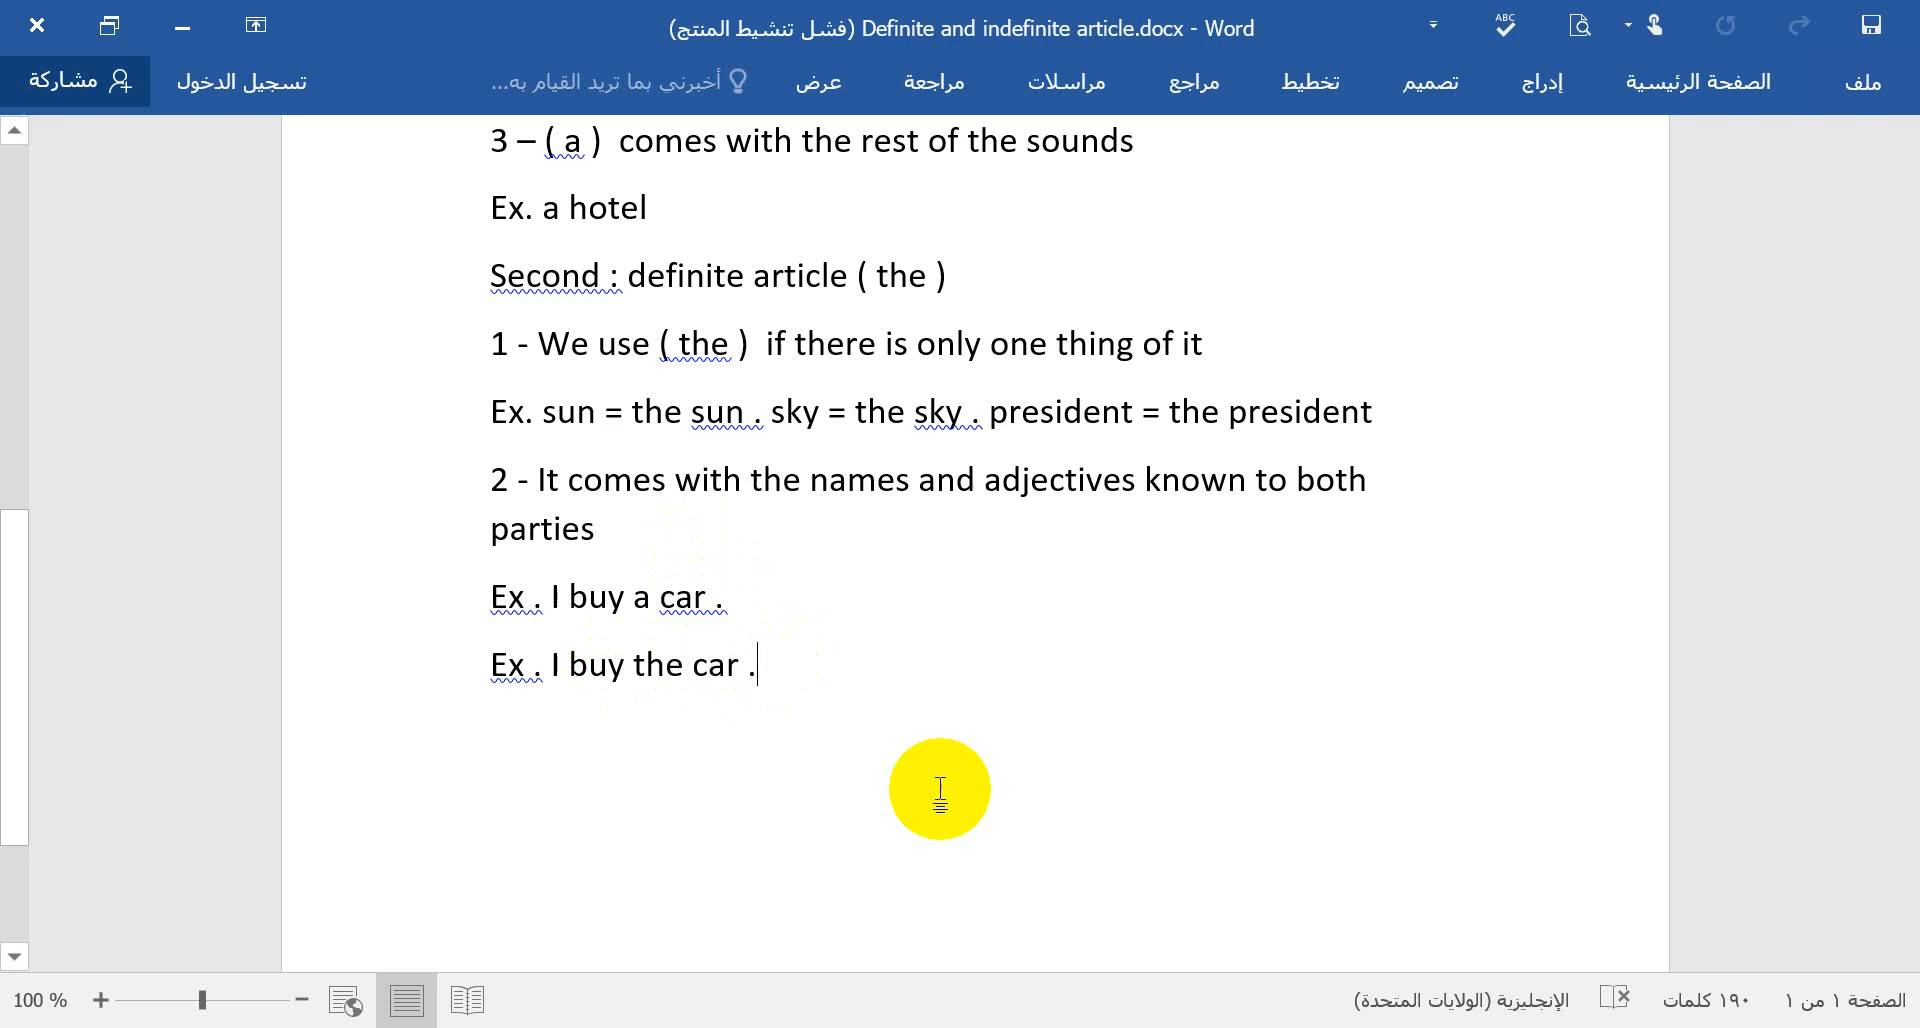 Definite and indefinite article.docx - Word (فشل تنشيط المنتج)
ABC
ملف الصفحة الرئيسية إدراج تصميم تخطيط مراجع مراسلات مراجعة عرض أخبرني بما تريد القيام به... تسجيل الدخول مشاركة
3 – ( a ) comes with the rest of the sounds
Ex. a hotel
Second : definite article ( the )
1 - We use ( the ) if there is only one thing of it
Ex. sun = the sun . sky = the sky . president = the president
2 - It comes with the names and adjectives known to both
parties
Ex . I buy a car .
Ex . I buy the car .
الصفحة ١ من ١ ١٩٠ كلمات الإنجليزية (الولايات المتحدة) 100 %